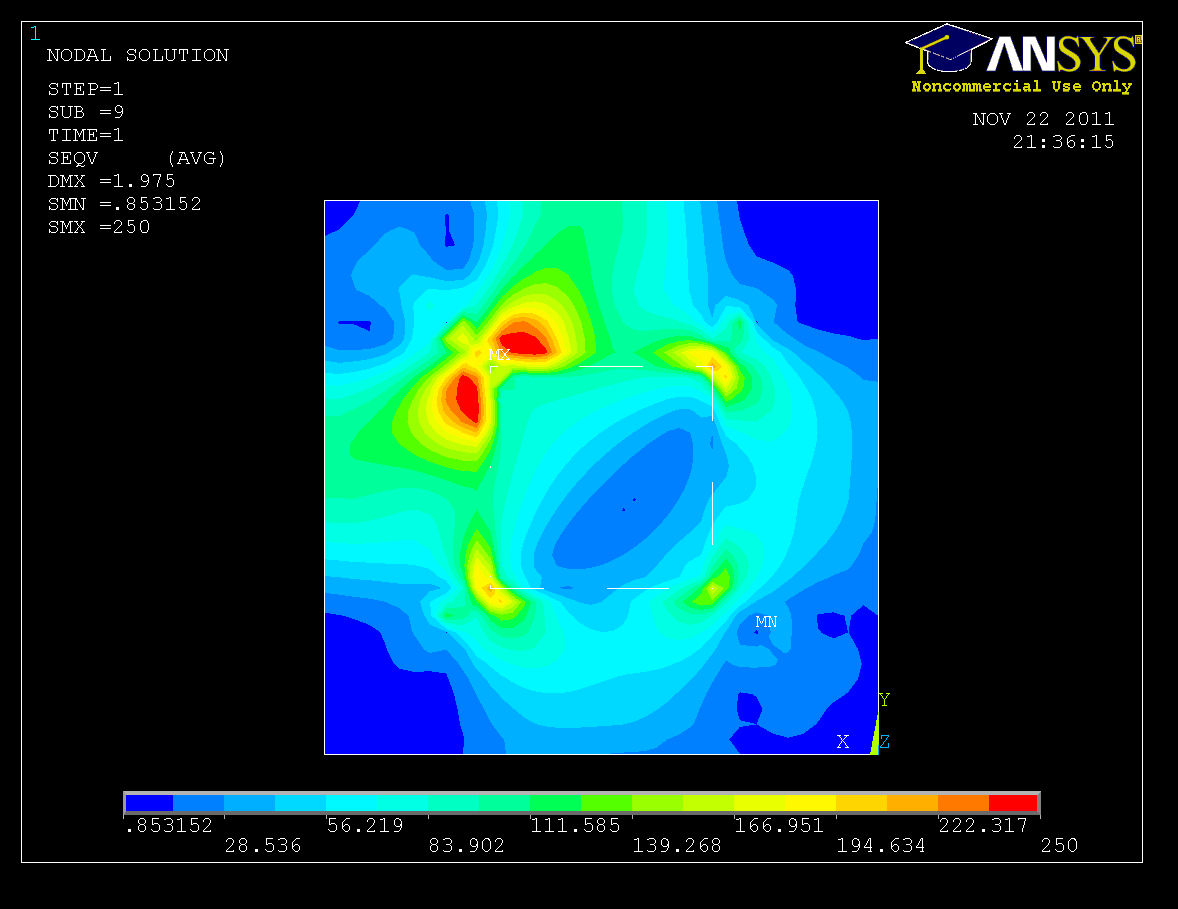 1
NODAL SOLUTION
STEP=1
SUB =9
TIME=1
SEQV (AVG)
DMX =1.975
SMN =.853152
SMX =250
ANSYS®
Noncommercial Use Only
NOV 22 2011
21:36:15
MX
MN
Y
X Z
.853152 56.219 111.585 166.951 222.317
28.536 83.902 139.268 194.634 250